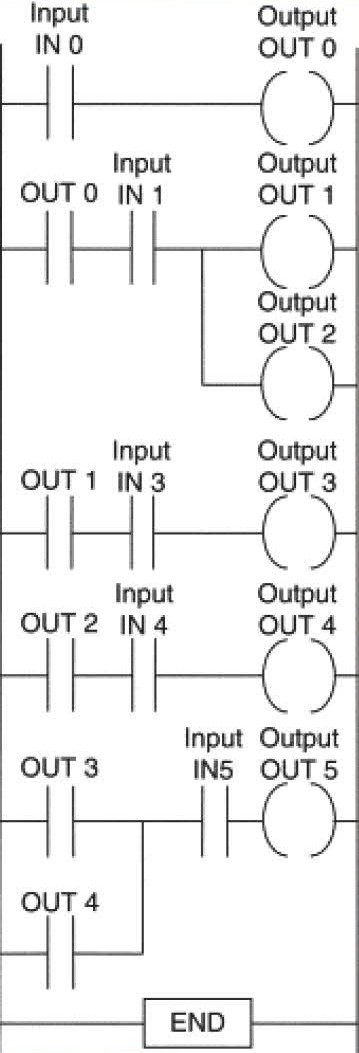 Input Output
IN 0 OUT 0
Input Output
OUT 0 IN 1 OUT 1
Output
OUT 2
Input Output
OUT 1 IN 3 OUT 3
Input Output
OUT 2 IN 4 OUT 4
Input Output
OUT 3 IN5 OUT 5
OUT 4
END